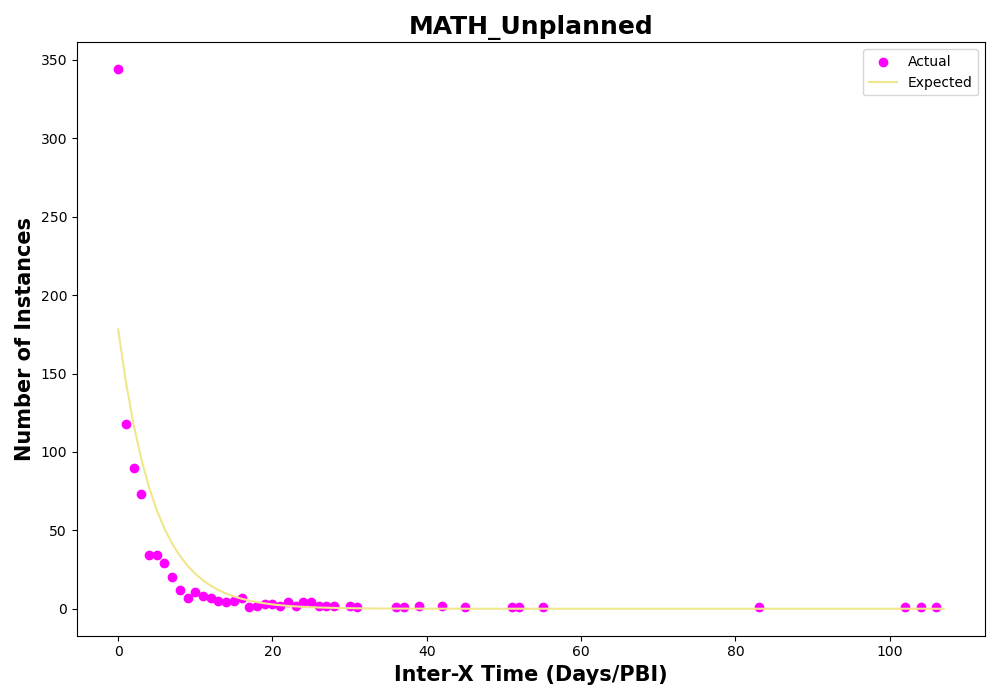 MATH_Unplanned
Actual
Expected
Number of Instances
350
300
250
200
150
100
50
0
0 20 40 60 80 100
Inter-X Time (Days/PBI)